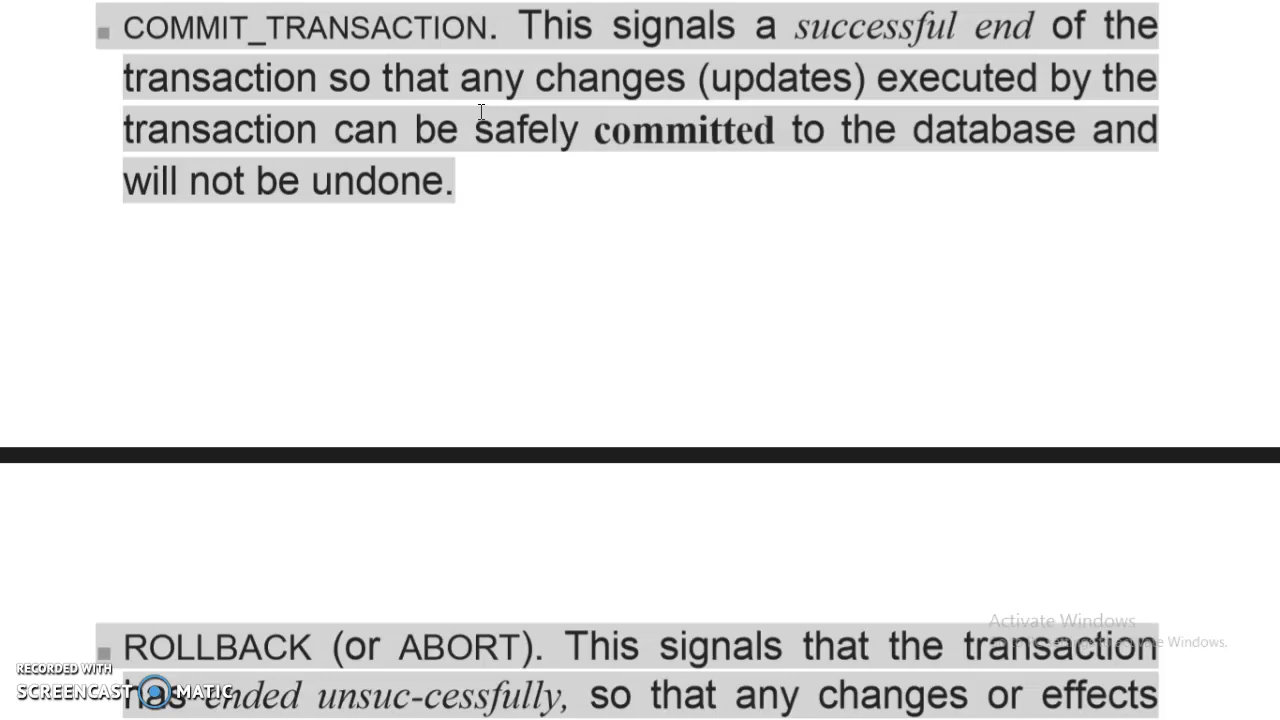 COMMIT_TRANSACTION. This signals a successful end of the
transaction so that any changes (updates) executed by the
transaction can be safely committed to the database and
will not be undone.
Activate Windows
ROLLBACK (or ABORT). This signals that the transaction
Windows.
RECORDED WITH
has ended unsuc-cessfully, so that any changes or effects
SCREENCAST MATIC